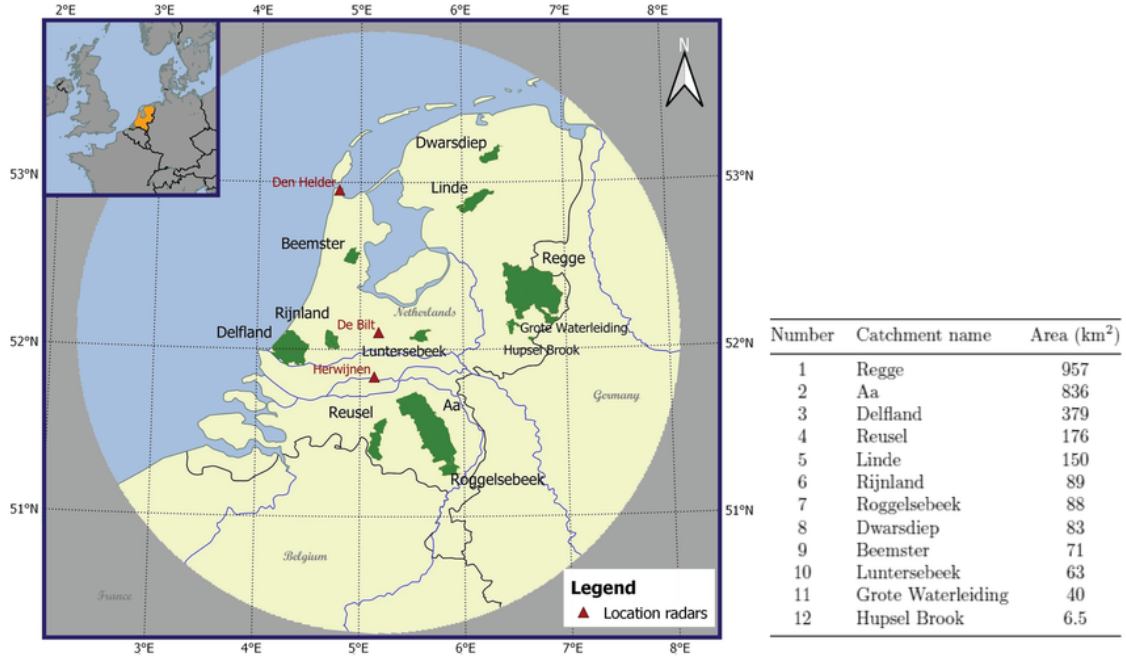 2°E 3°E 4°E 5°E 6°E 7°E 8°E
N
53°N
53°N
52°N
52°N
51°N
51°N
Dwarsdiep
Den Helder
Linde
Beemster
Regge
Rijnland
Netherlands
De Bilt
Delfland
Grote Waterleiding
Luntersebeek
Hupsel Brook
Herwijnen
Germany
Aa
Reusel
Roggelsebeek
Belgium
France
Legend
Location radars
3°E 4°E 5°E 6°E 7°E 8°E
Number Catchment name Area (km²)
1 Regge 957
2 Aa 836
3 Delfland 379
4 Reusel 176
5 Linde 150
6 Rijnland 89
7 Roggelsebeek 88
8 Dwarsdiep 83
9 Beemster 71
10 Luntersebeek 63
11 Grote Waterleiding 40
12 Hupsel Brook 6.5